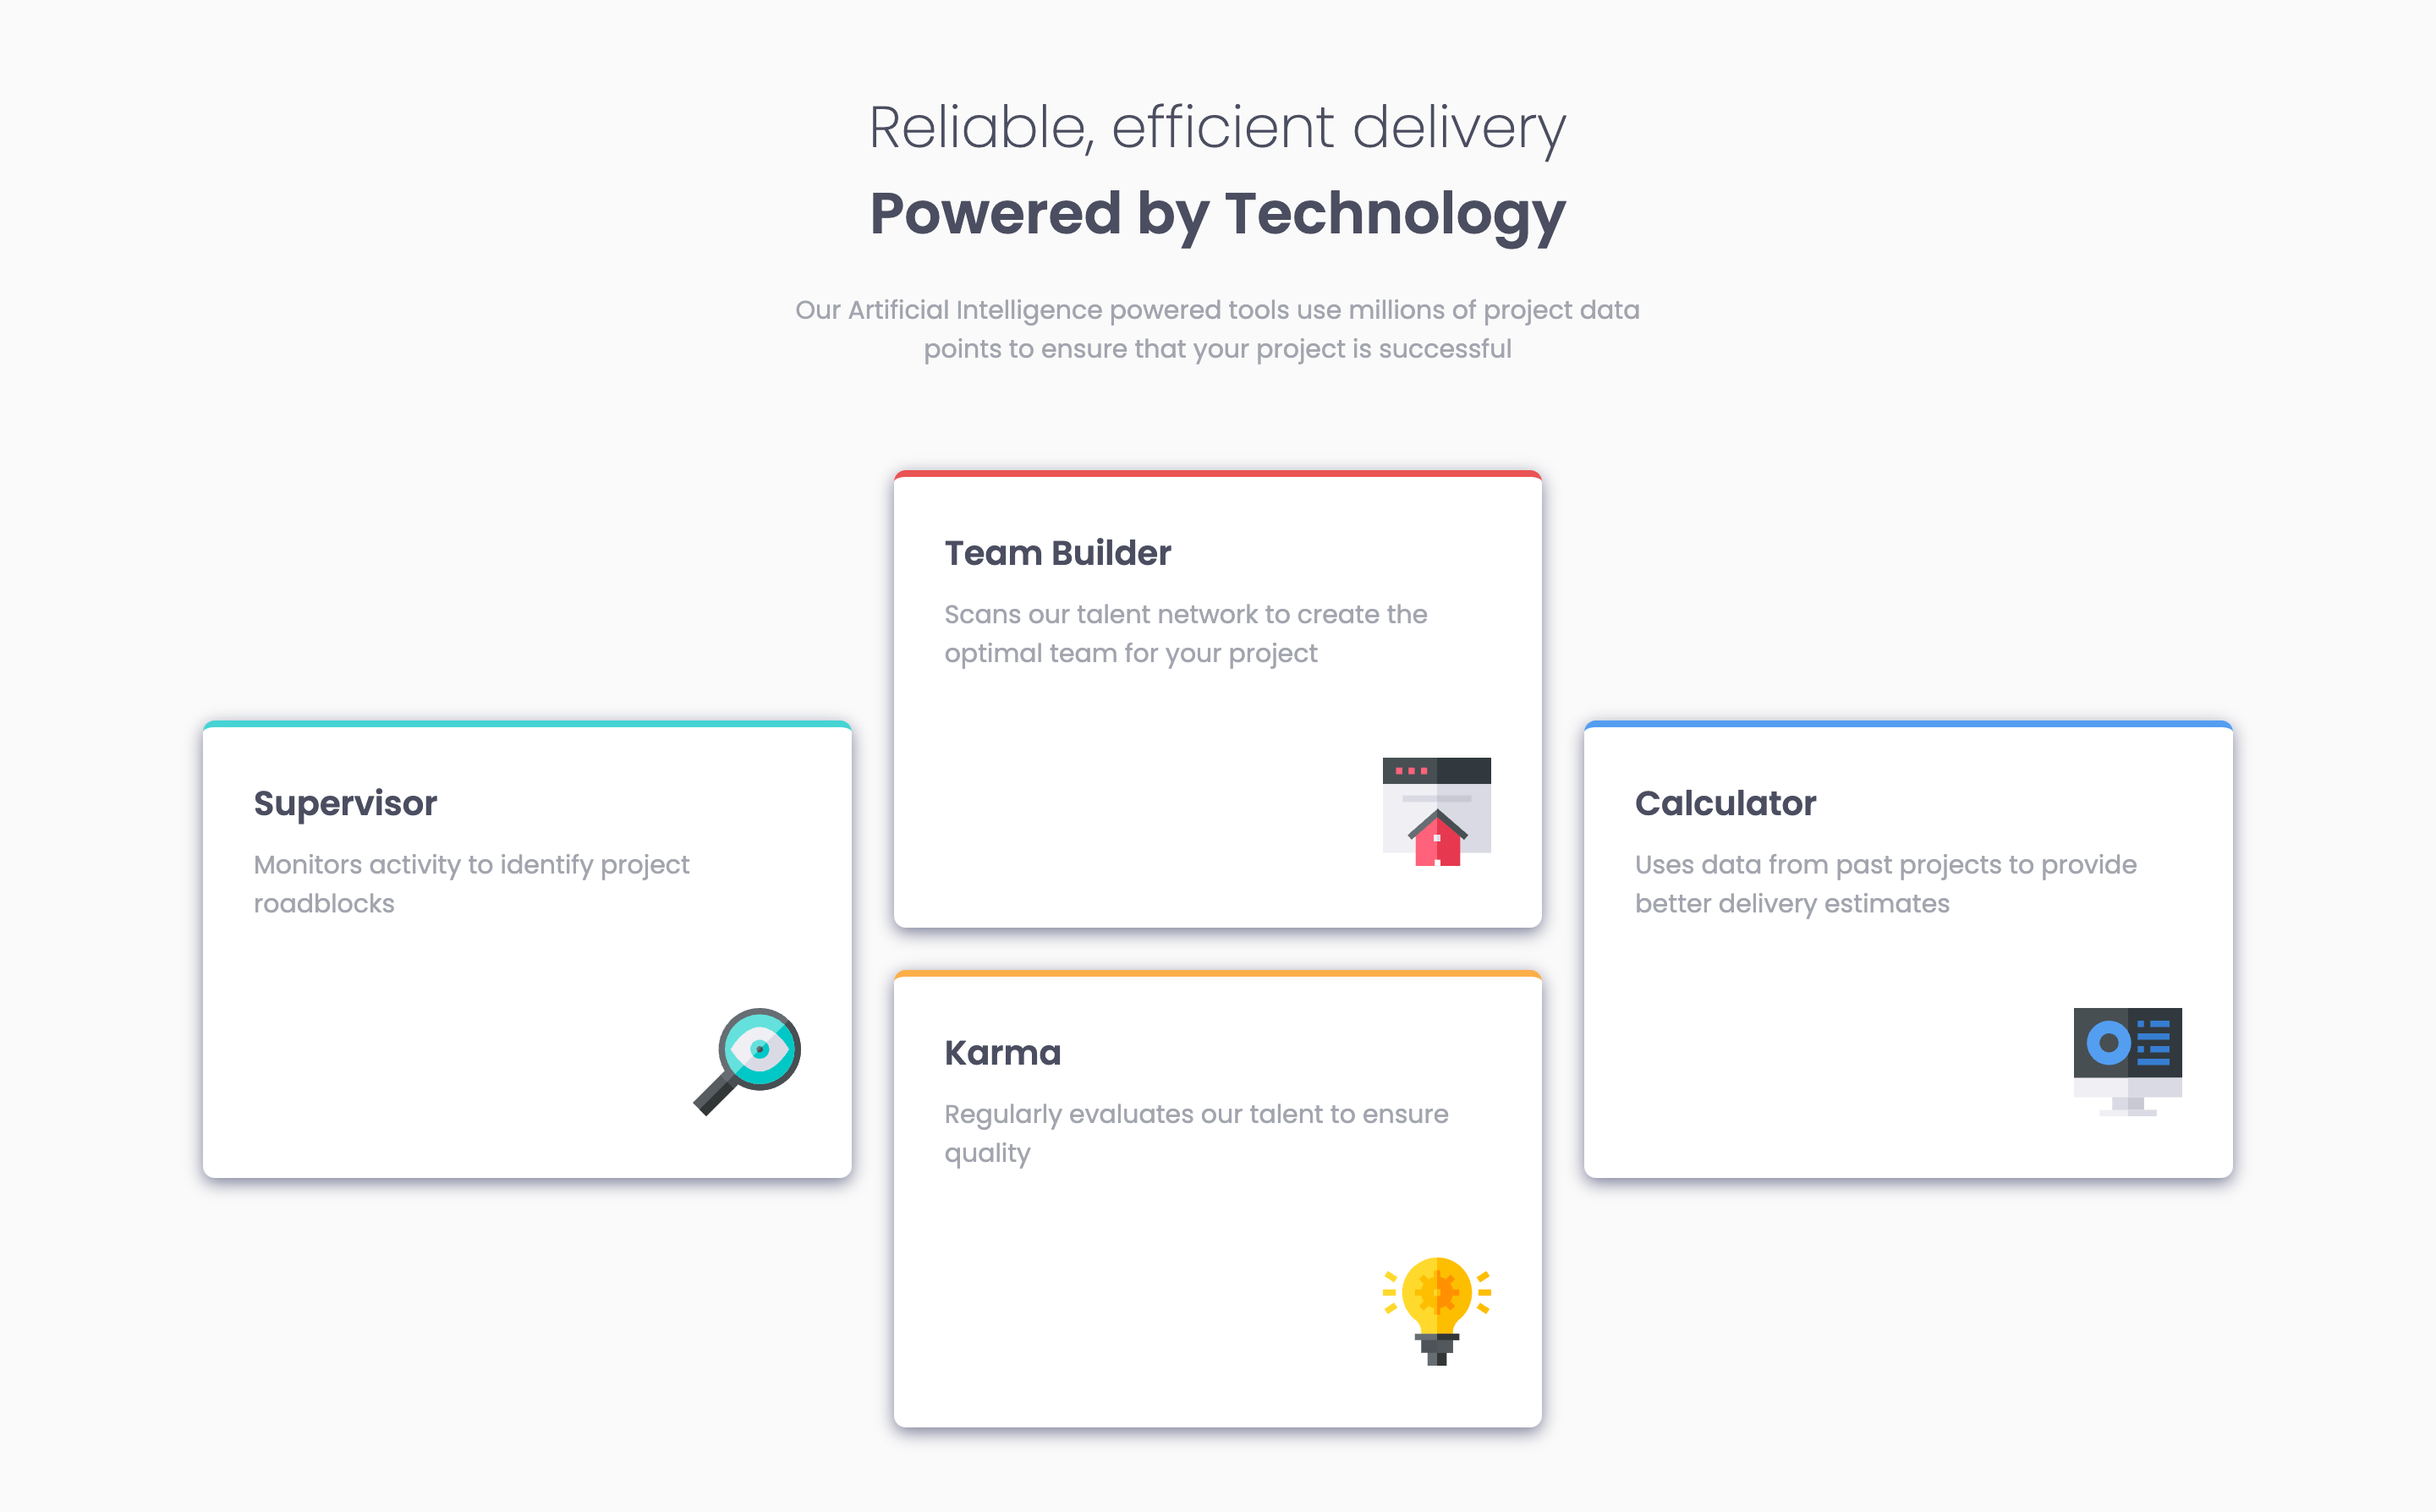 Reliable, efficient delivery
Powered by Technology
Our Artificial Intelligence powered tools use millions of project data
points to ensure that your project is successful
Team Builder
Scans our talent network to create the
optimal team for your project
Supervisor
Monitors activity to identify project
roadblocks
Calculator
Uses data from past projects to provide
better delivery estimates
Karma
Regularly evaluates our talent to ensure
quality